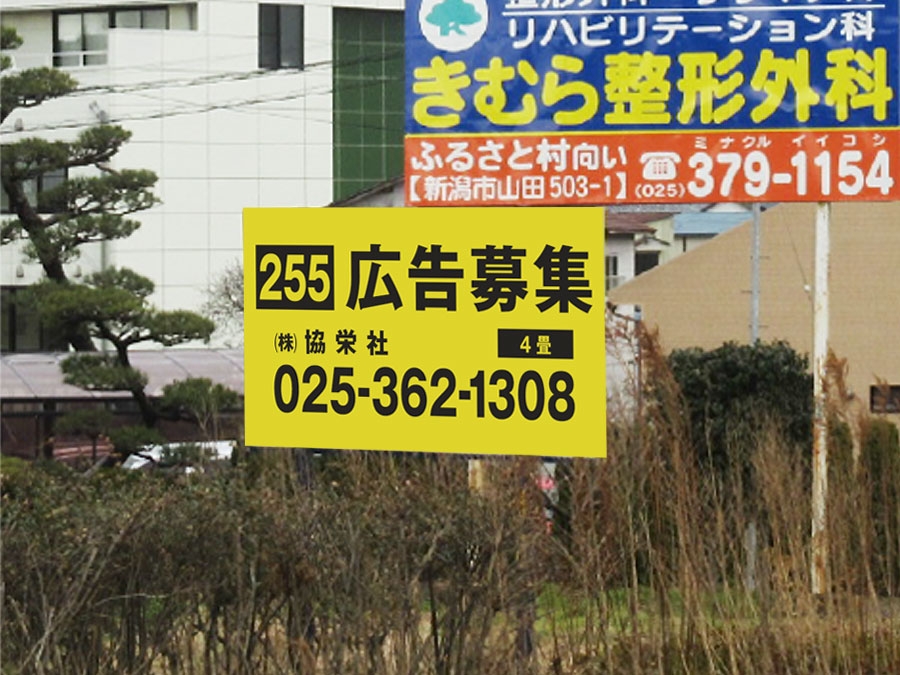 リハビリテーション科
きむら整形外科
ふるさと村向い
【新潟市山田503-1】
ミナクル イイコシ
☎(025)379-1154
255 広告募集
㈱協栄社 4畳
025-362-1308